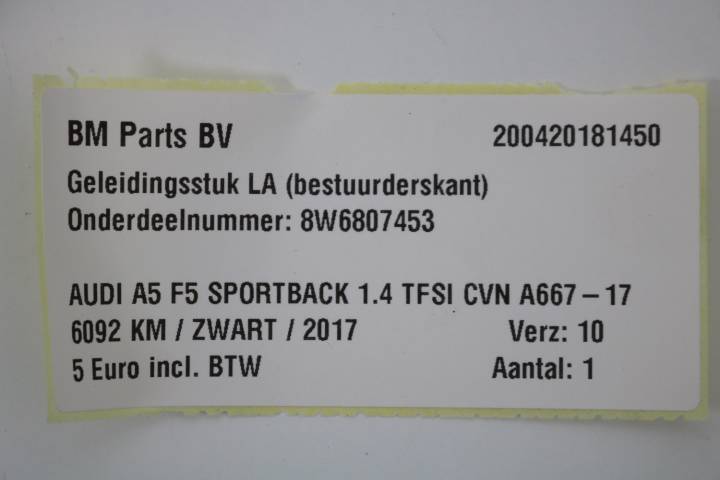 BM Parts BV 200420181450
Geleidingsstuk LA (bestuurderskant)
Onderdeelnummer: 8W6807453
AUDI A5 F5 SPORTBACK 1.4 TFSI CVN A667 – 17
6092 KM / ZWART / 2017 Verz: 10
5 Euro incl. BTW Aantal: 1